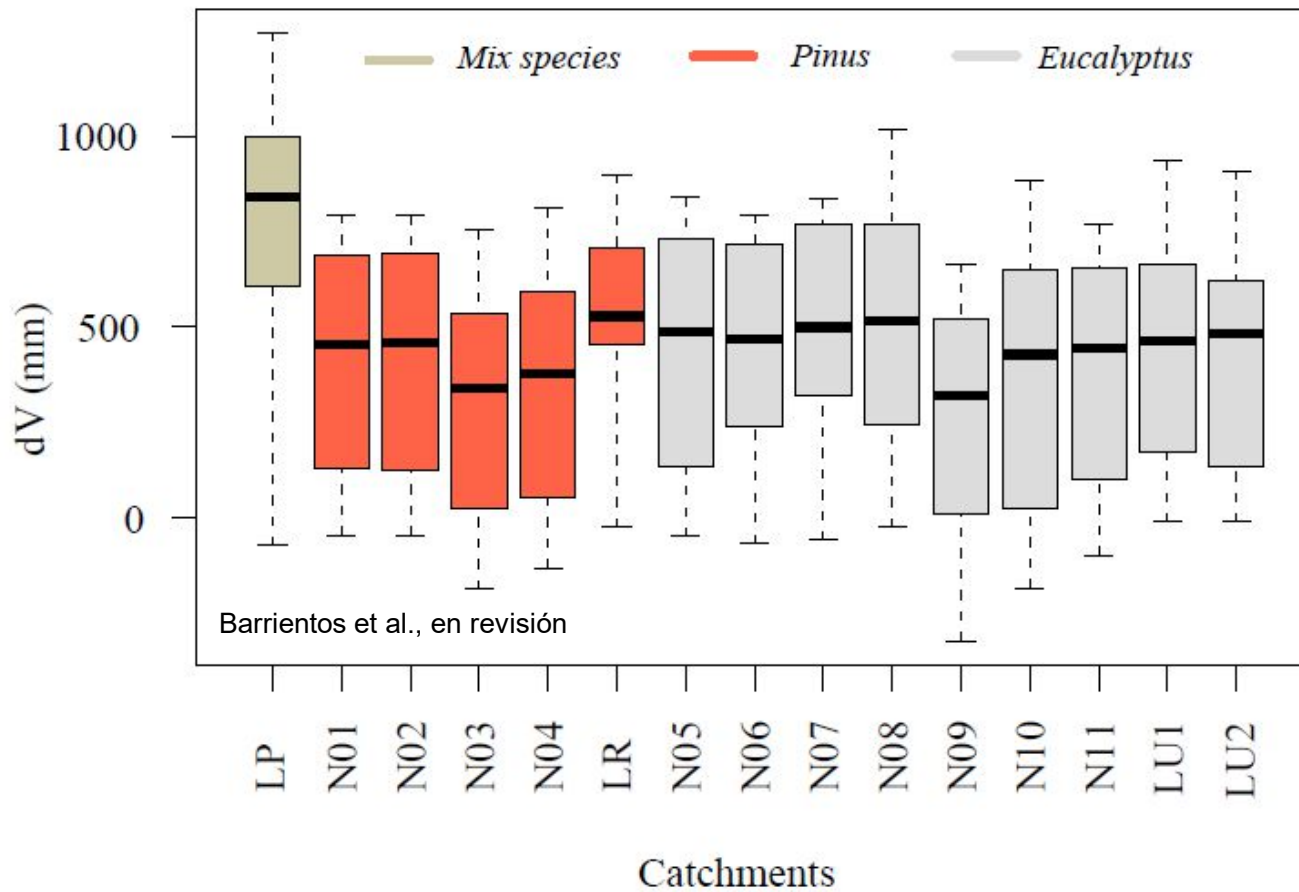 Mix species Pinus Eucalyptus
1000
500
0
dV (mm)
Barrientos et al., en revisión
LP N01 N02 N03 N04 LR N05 N06 N07 N08 N09 N10 N11 LU1 LU2
Catchments